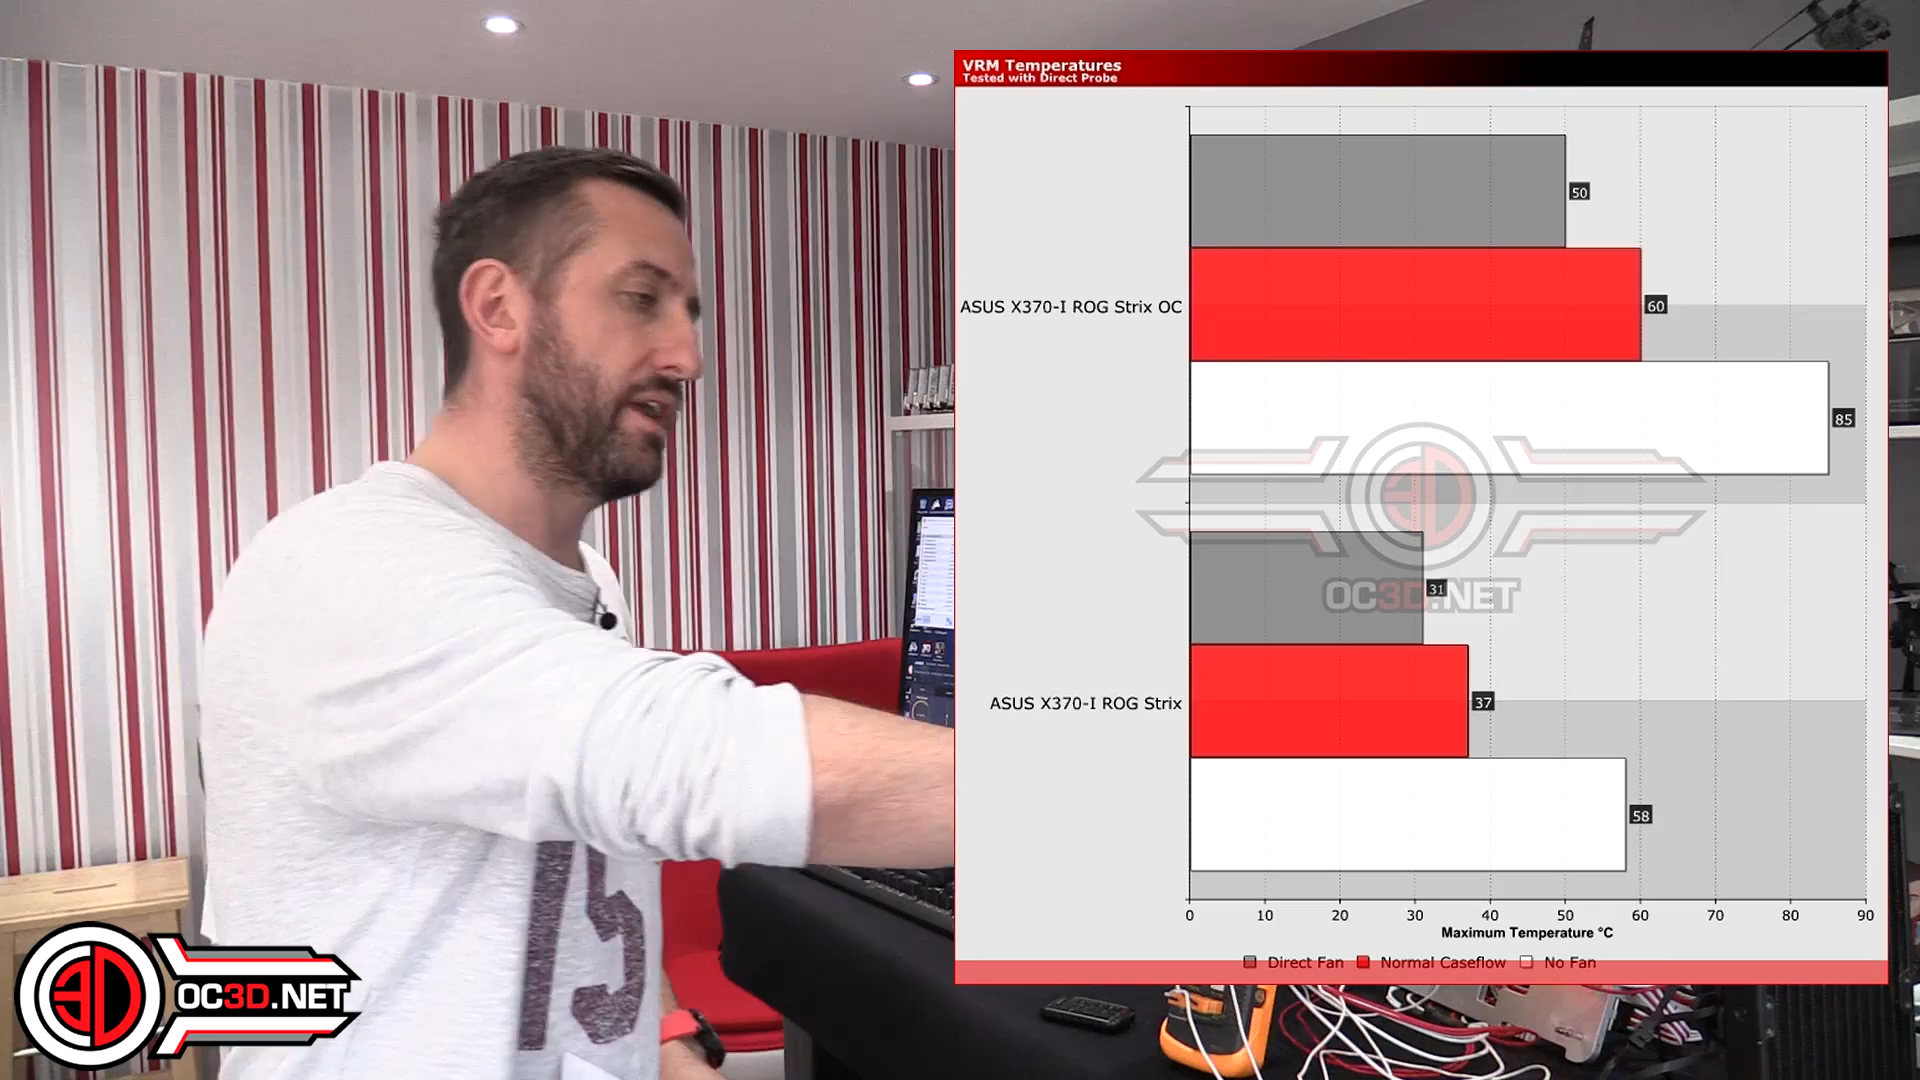 VRM Temperatures
Tested with Direct Probe
50
ASUS X370-I ROG Strix OC
60
85
OC3D.NET
31
ASUS X370-I ROG Strix
37
58
0 10 20 30 40 50 60 70 80 90
Maximum Temperature °C
Direct Fan Normal Caseflow No Fan
15
3D OC3D.NET